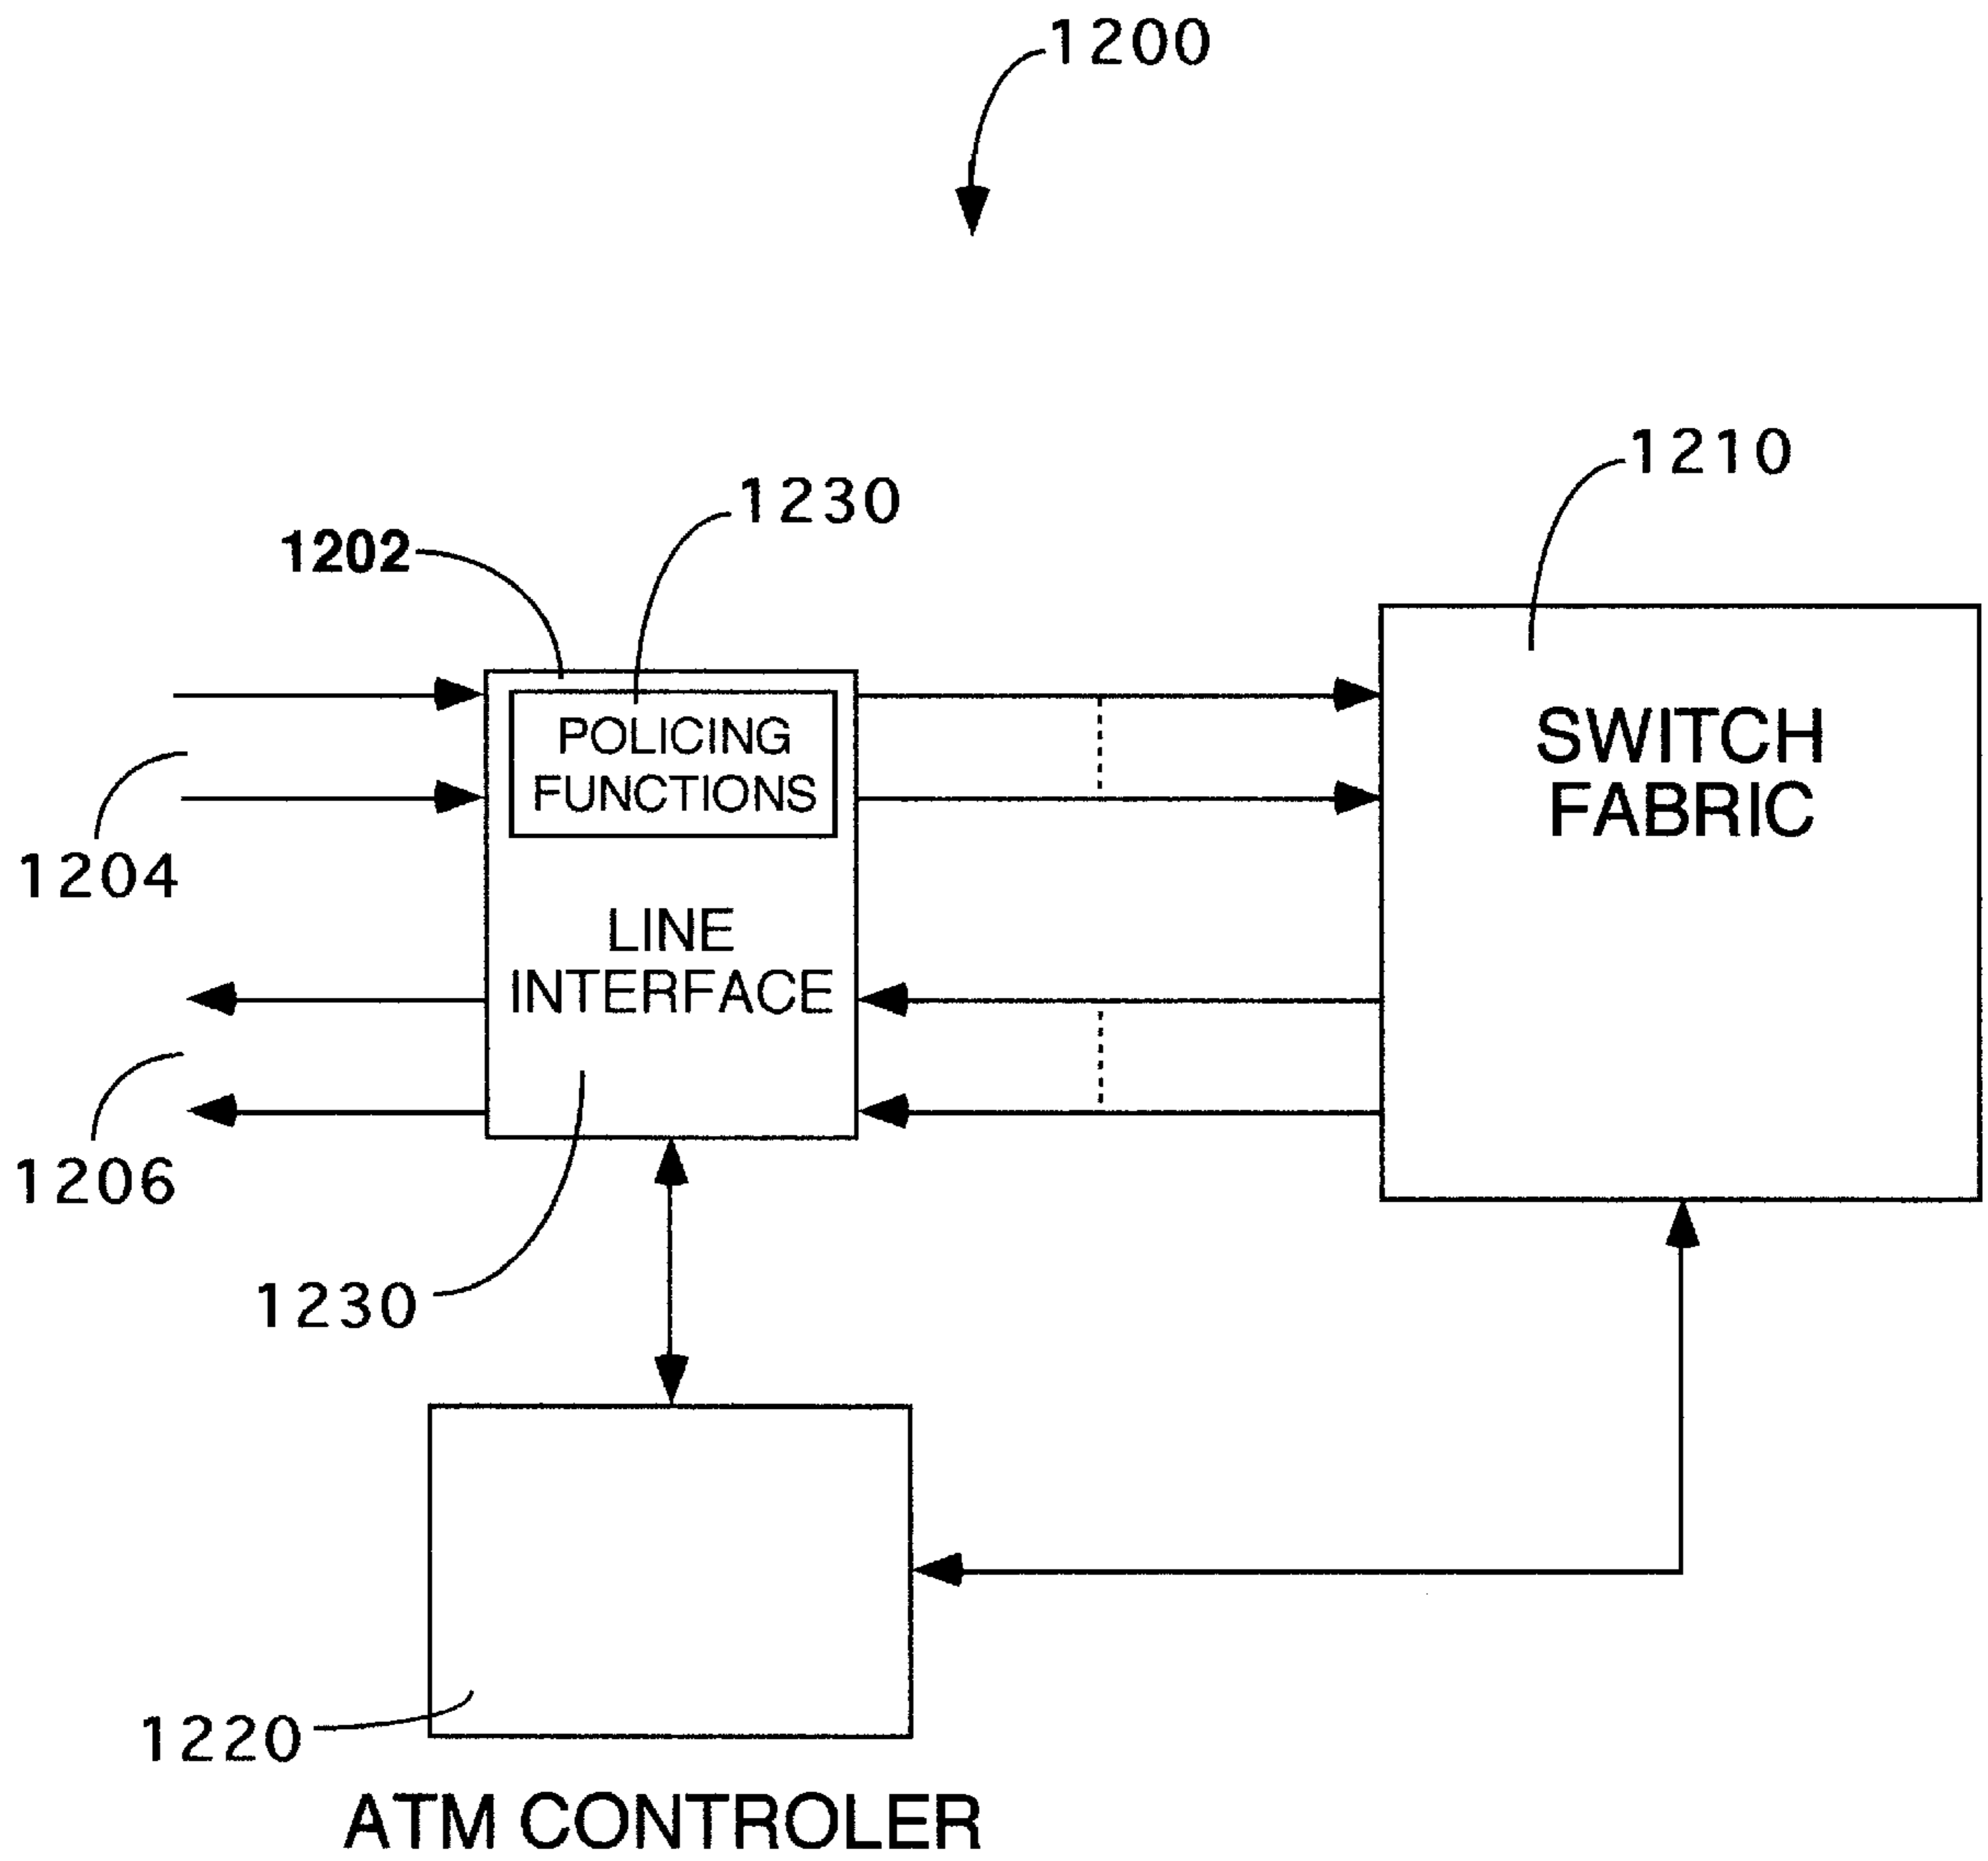 1200
1210
1230
1202
POLICING
FUNCTIONS
SWITCH
FABRIC
1204
LINE
INTERFACE
1206
1230
1220
ATM CONTROLER